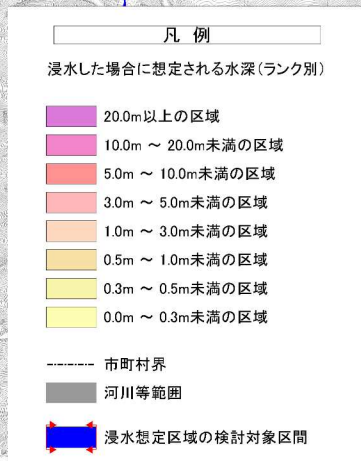 凡 例
浸水した場合に想定される水深(ランク別)
20.0m以上の区域
10.0m ～ 20.0m未満の区域
5.0m ～ 10.0m未満の区域
3.0m ～ 5.0m未満の区域
1.0m ～ 3.0m未満の区域
0.5m ～ 1.0m未満の区域
0.3m ～ 0.5m未満の区域
0.0m ～ 0.3m未満の区域
市町村界
河川等範囲
浸水想定区域の検討対象区間